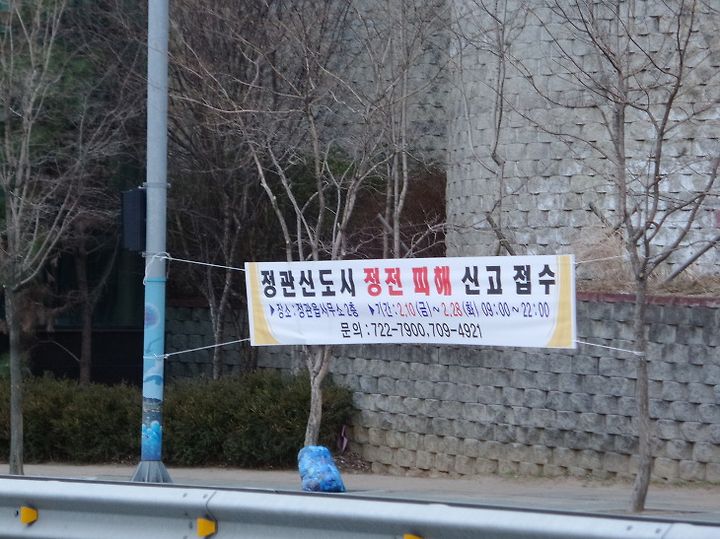 정관신도시 정전 피해 신고 접수
▶장소:정관읍사무소 2층 ▶기간:2.10(금)~2.28(화) 09:00~22:00
문의:722-7900,709-4921